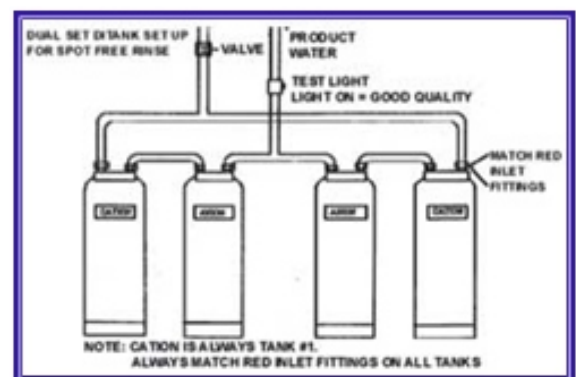 DUAL SET DI TANK SET UP
FOR SPOT FREE RINSE
VALVE
PRODUCT
WATER
TEST LIGHT
LIGHT ON = GOOD QUALITY
MATCH RED
INLET
FITTINGS
CATION
ANION
ANION
CATION
NOTE: CATION IS ALWAYS TANK #1.
ALWAYS MATCH RED INLET FITTINGS ON ALL TANKS